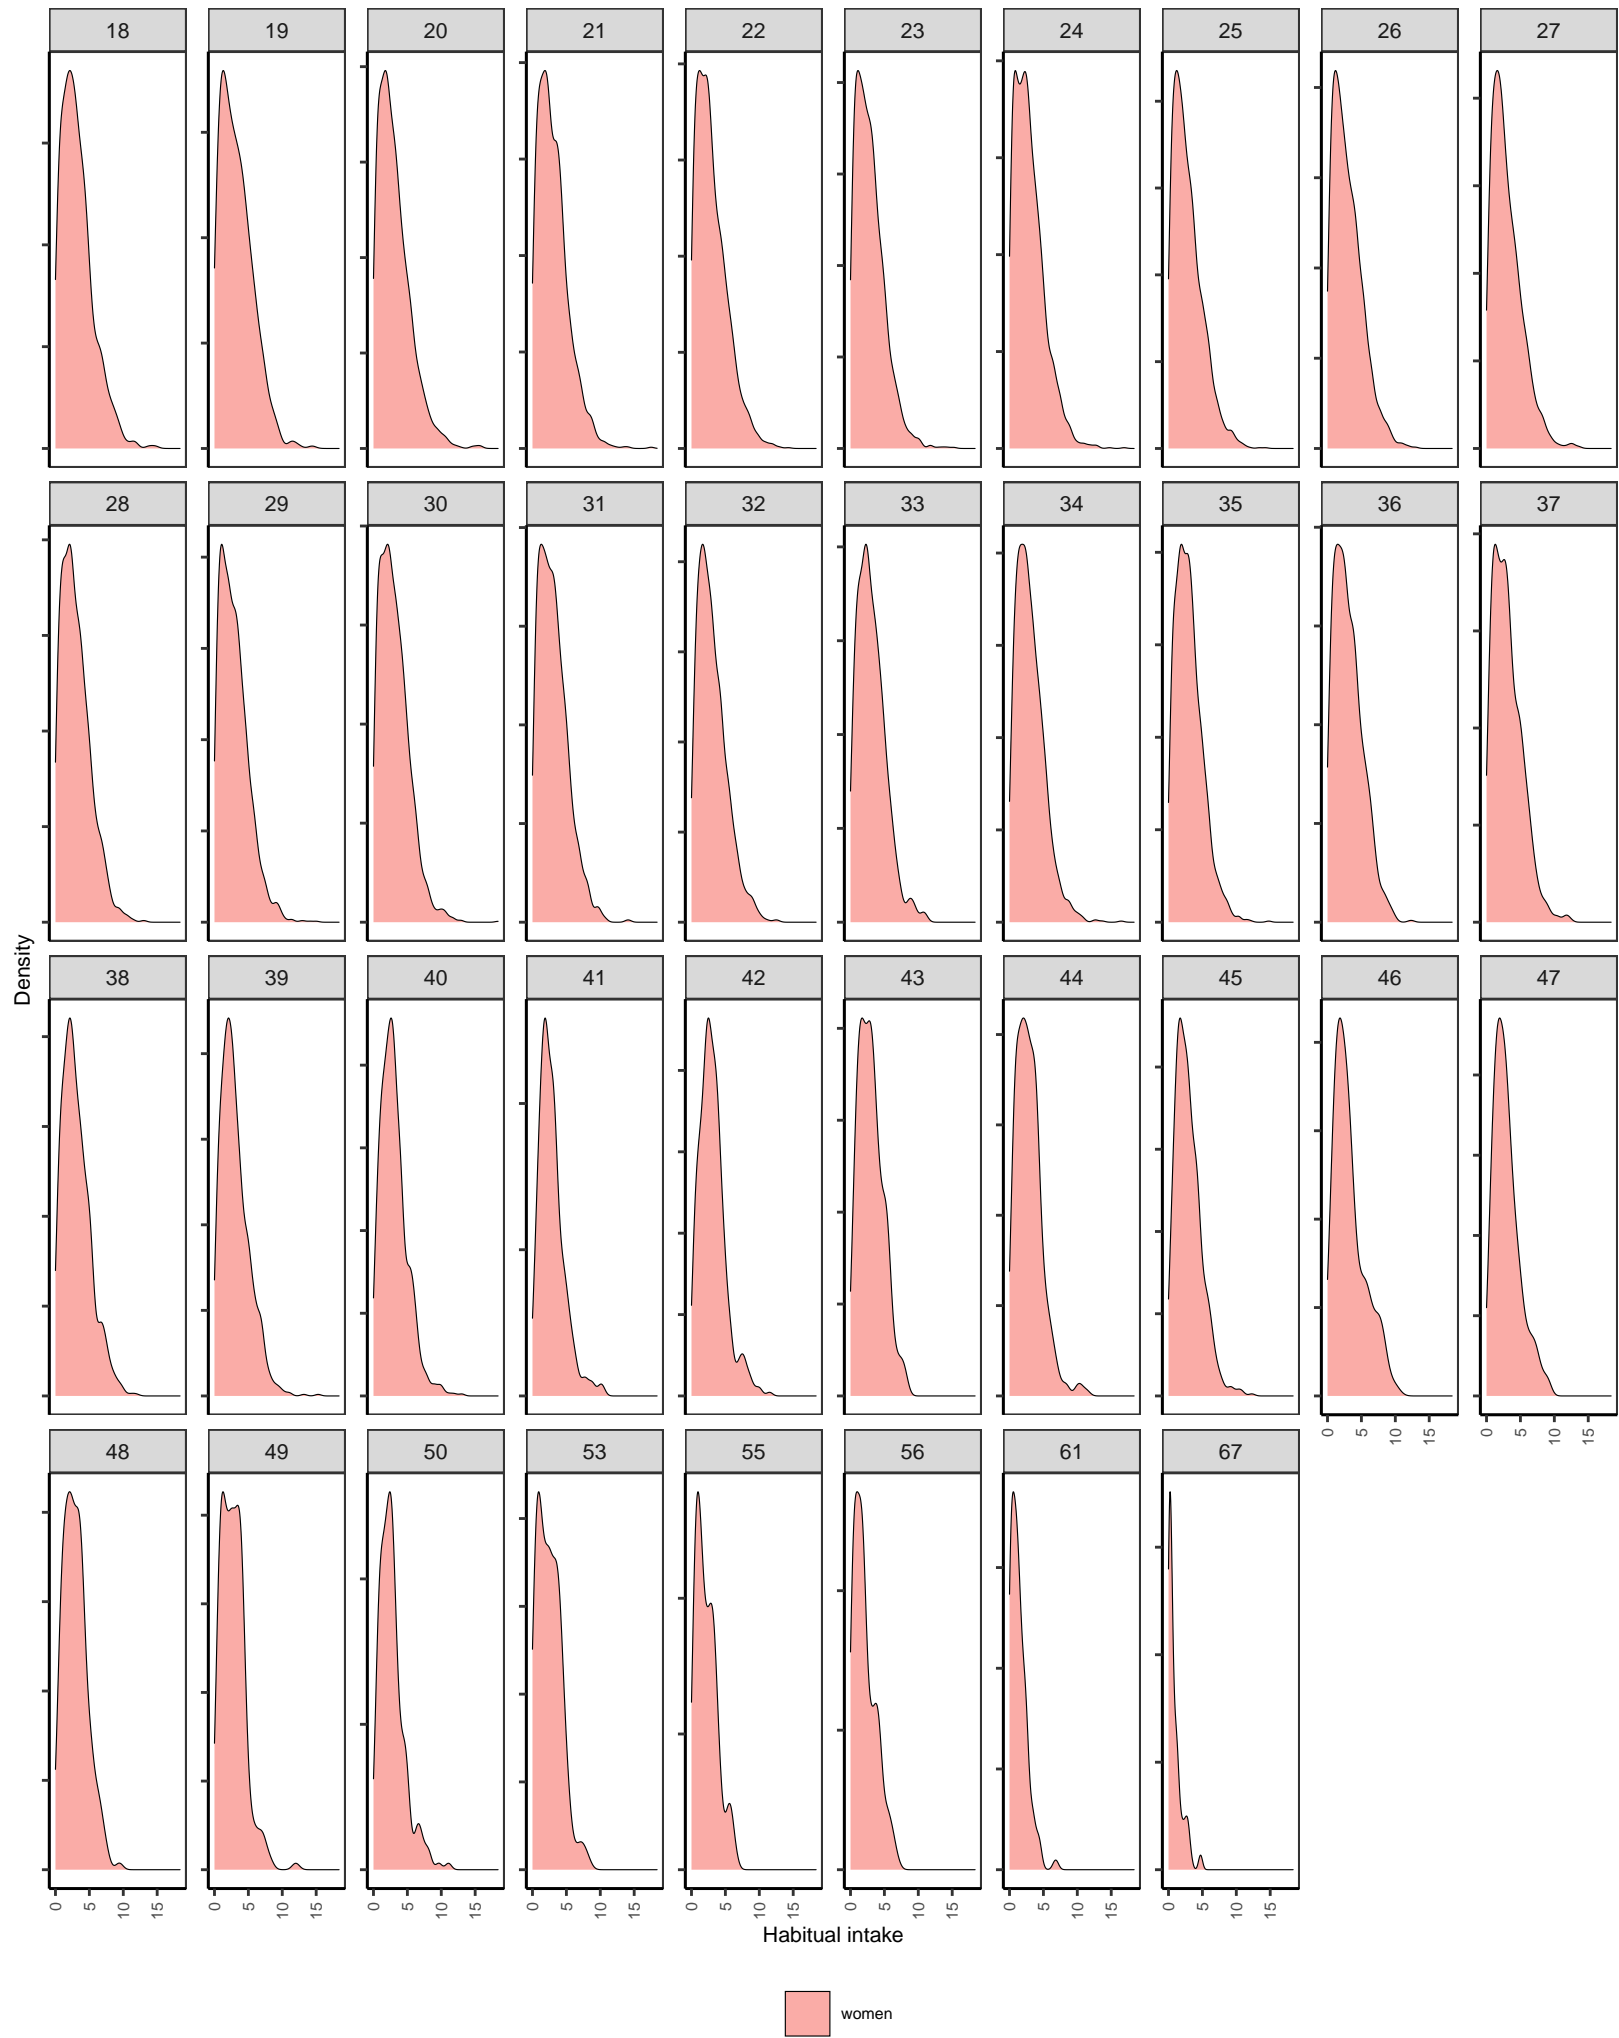 18 19 20 21 22 23 24 25 26 27
28 29 30 31 32 33 34 35 36 37
Density
38 39 40 41 42 43 44 45 46 47
0 5 10 15 0 5 10 15
48 49 50 53 55 56 61 67
0 5 10 15 0 5 10 15 0 5 10 15 0 5 10 15 0 5 10 15 0 5 10 15 0 5 10 15 0 5 10 15
Habitual intake
women